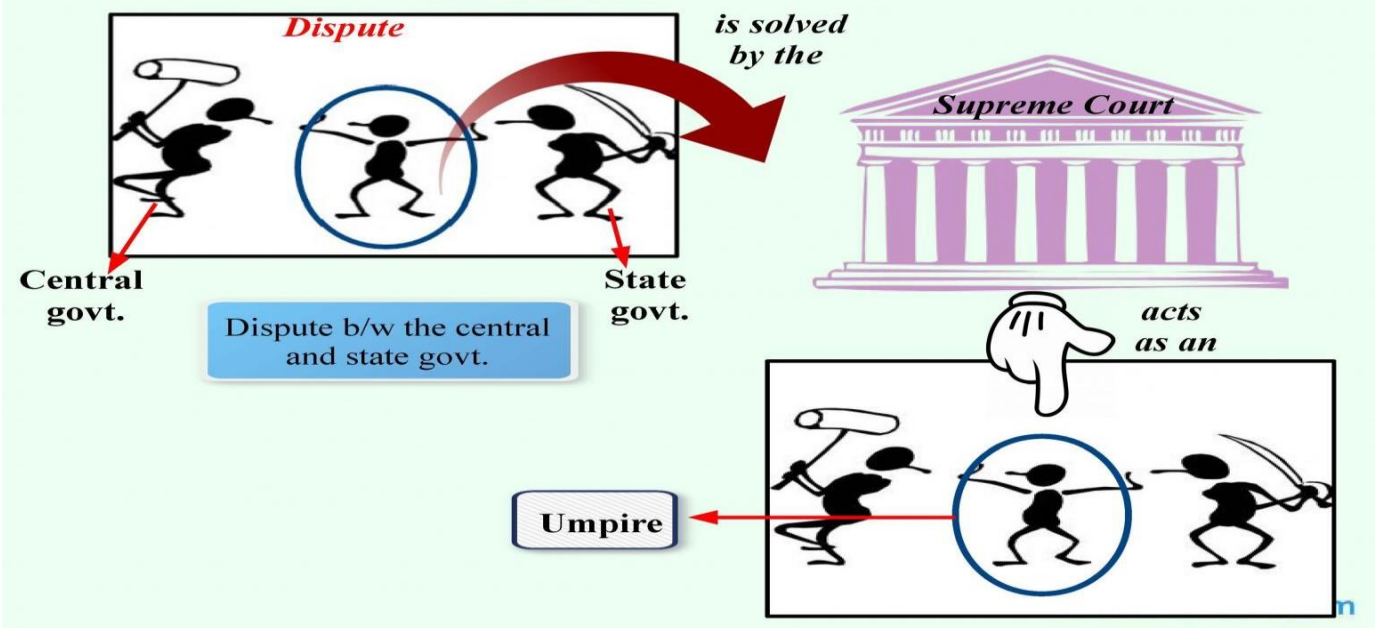 Dispute
is solved
by the
Supreme Court
Central
govt.
State
govt.
Dispute b/w the central
and state govt.
acts
as an
Umpire